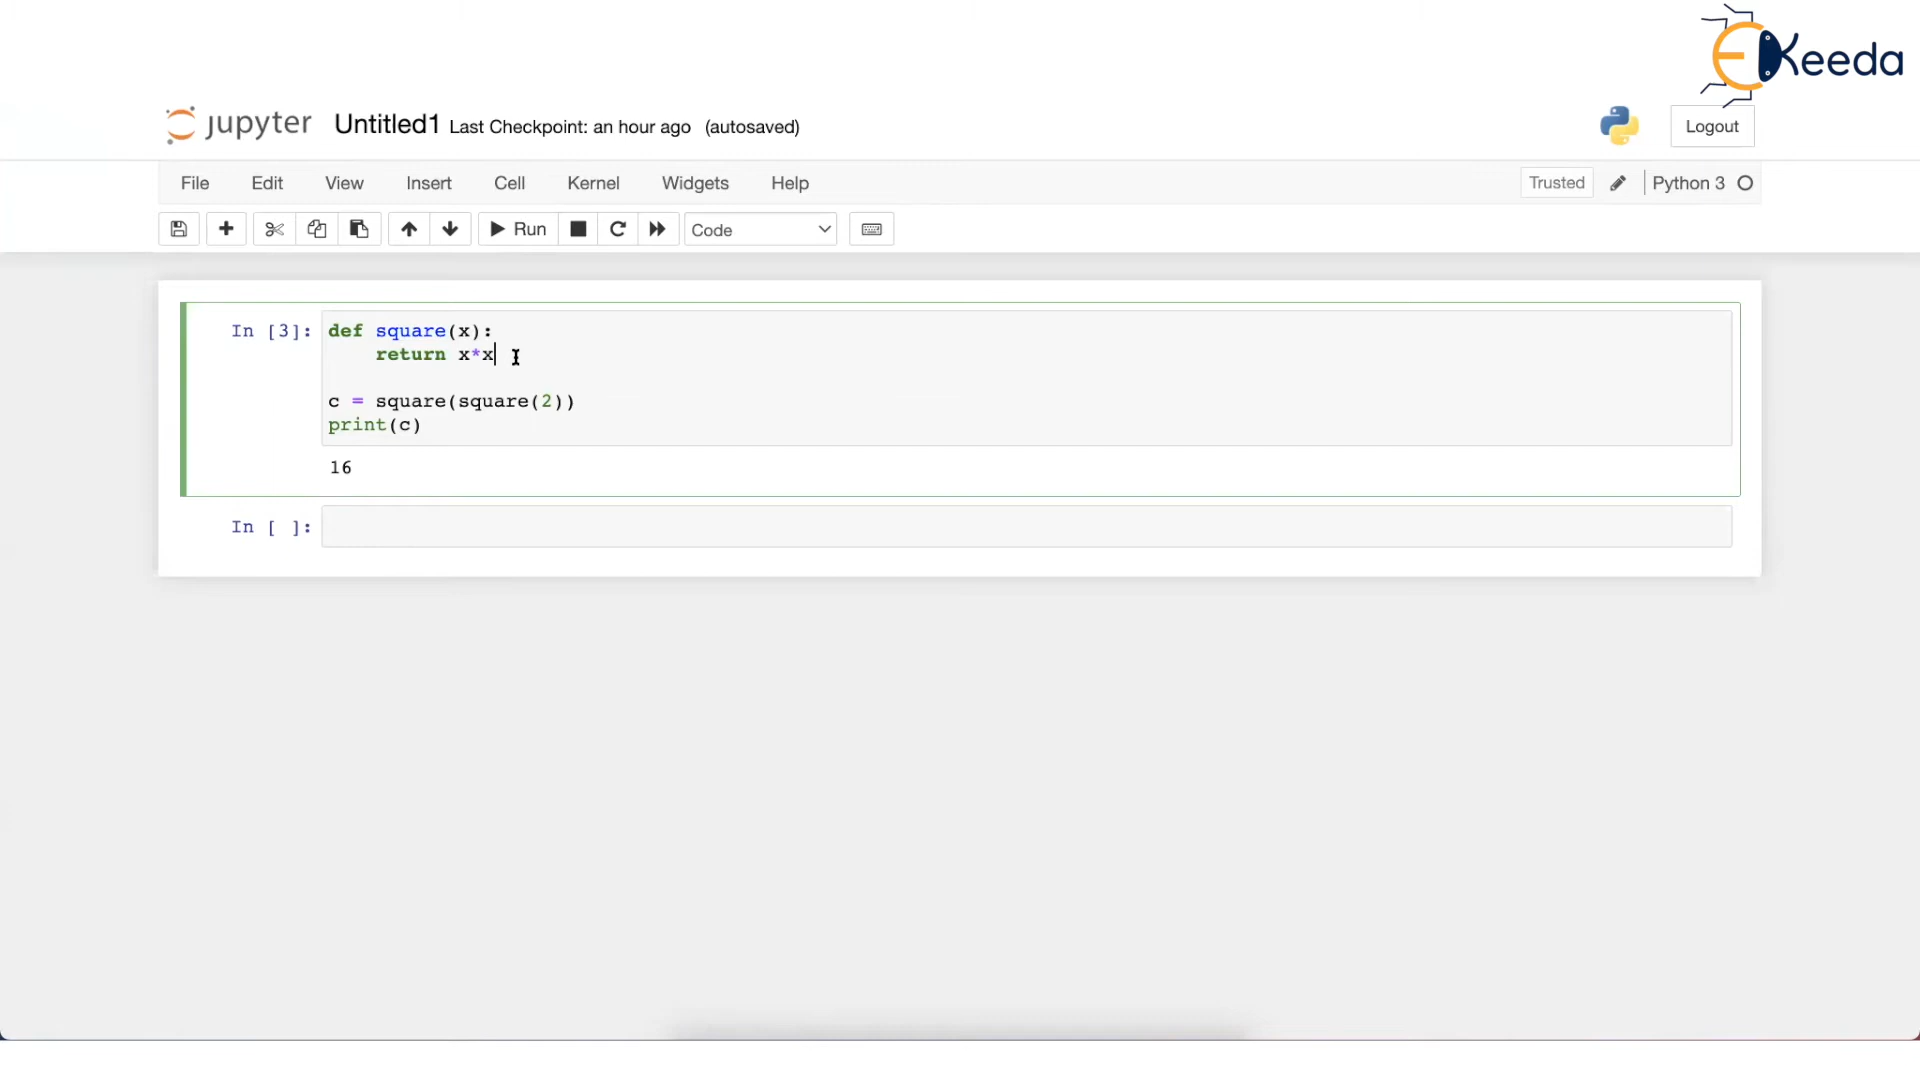 EKeeda
jupyter Untitled1 Last Checkpoint: an hour ago (autosaved)
Logout
File Edit View Insert Cell Kernel Widgets Help Trusted Python 3
Run Code
In [3]: def square(x):
return x*x
c = square(square(2))
print(c)
16
In [ ]: